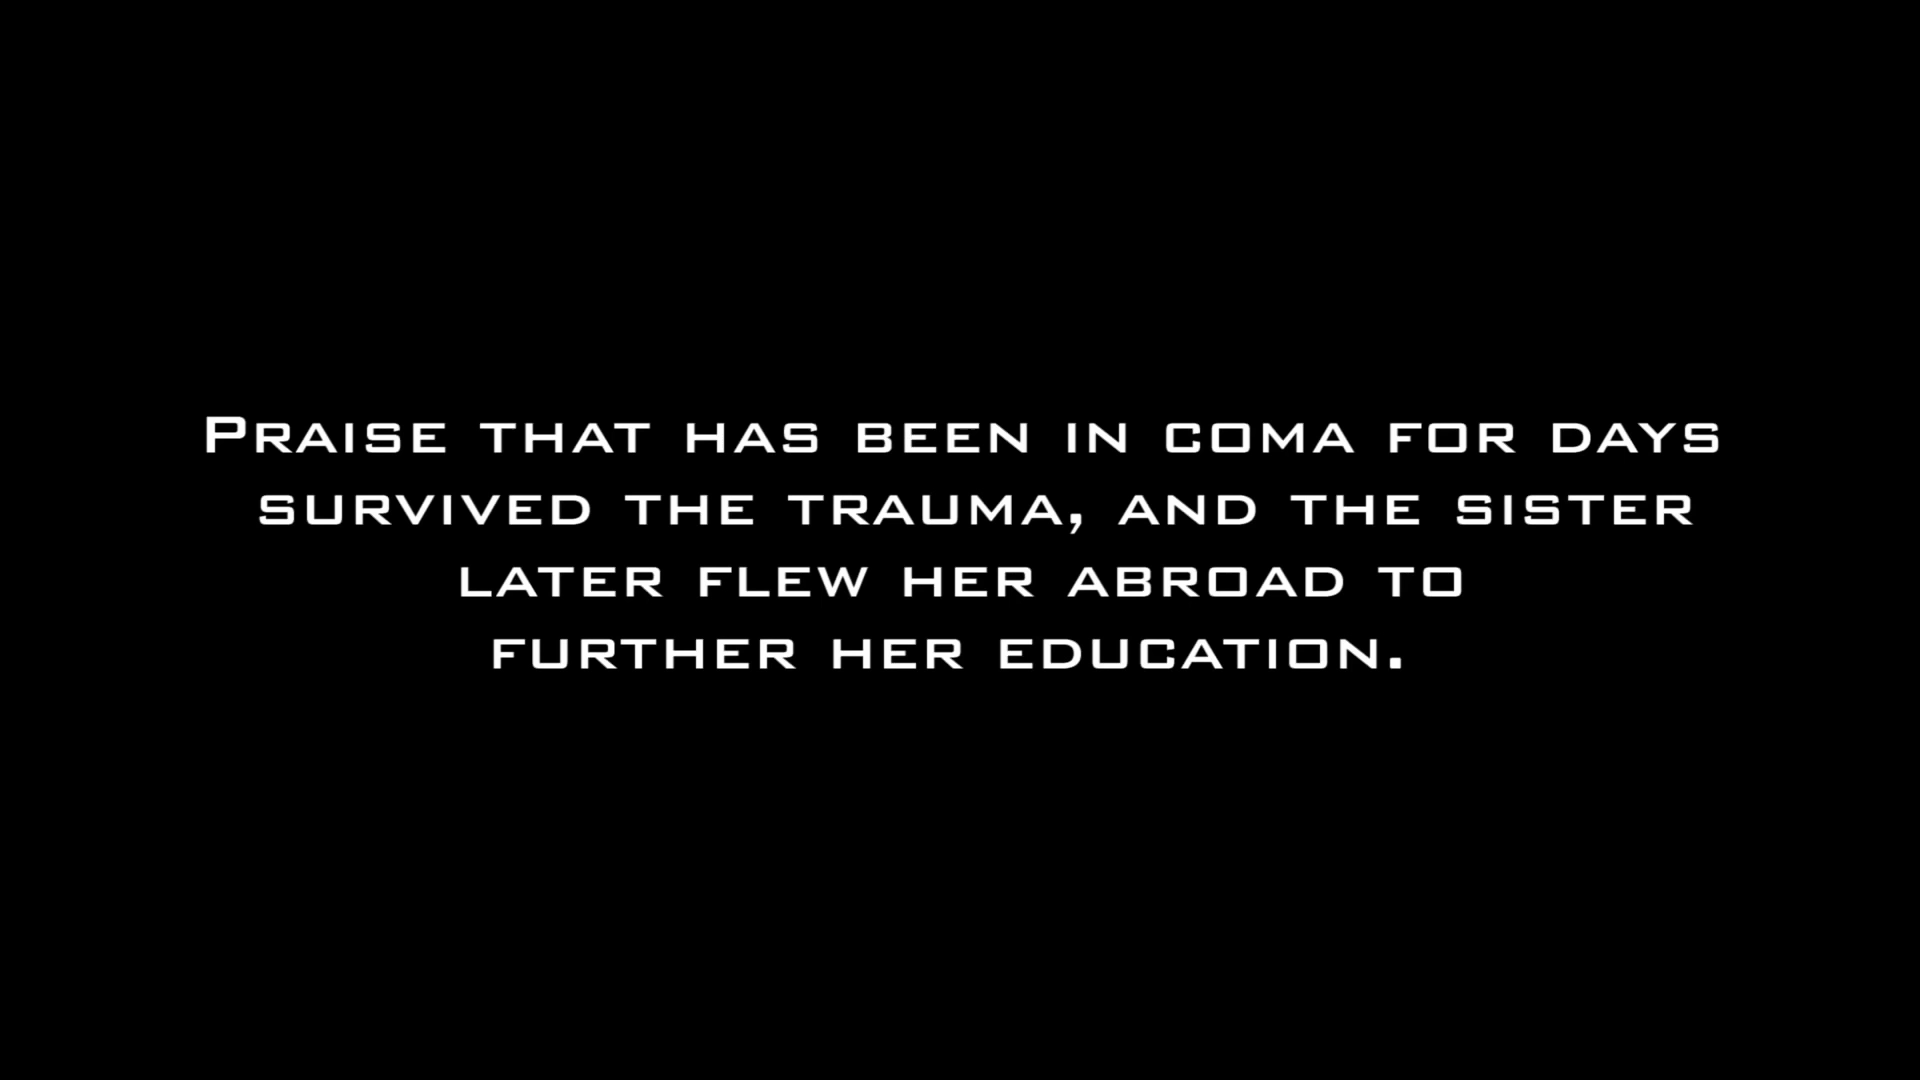 Praise that has been in coma for days
survived the trauma, and the sister
later flew her abroad to
further her education.